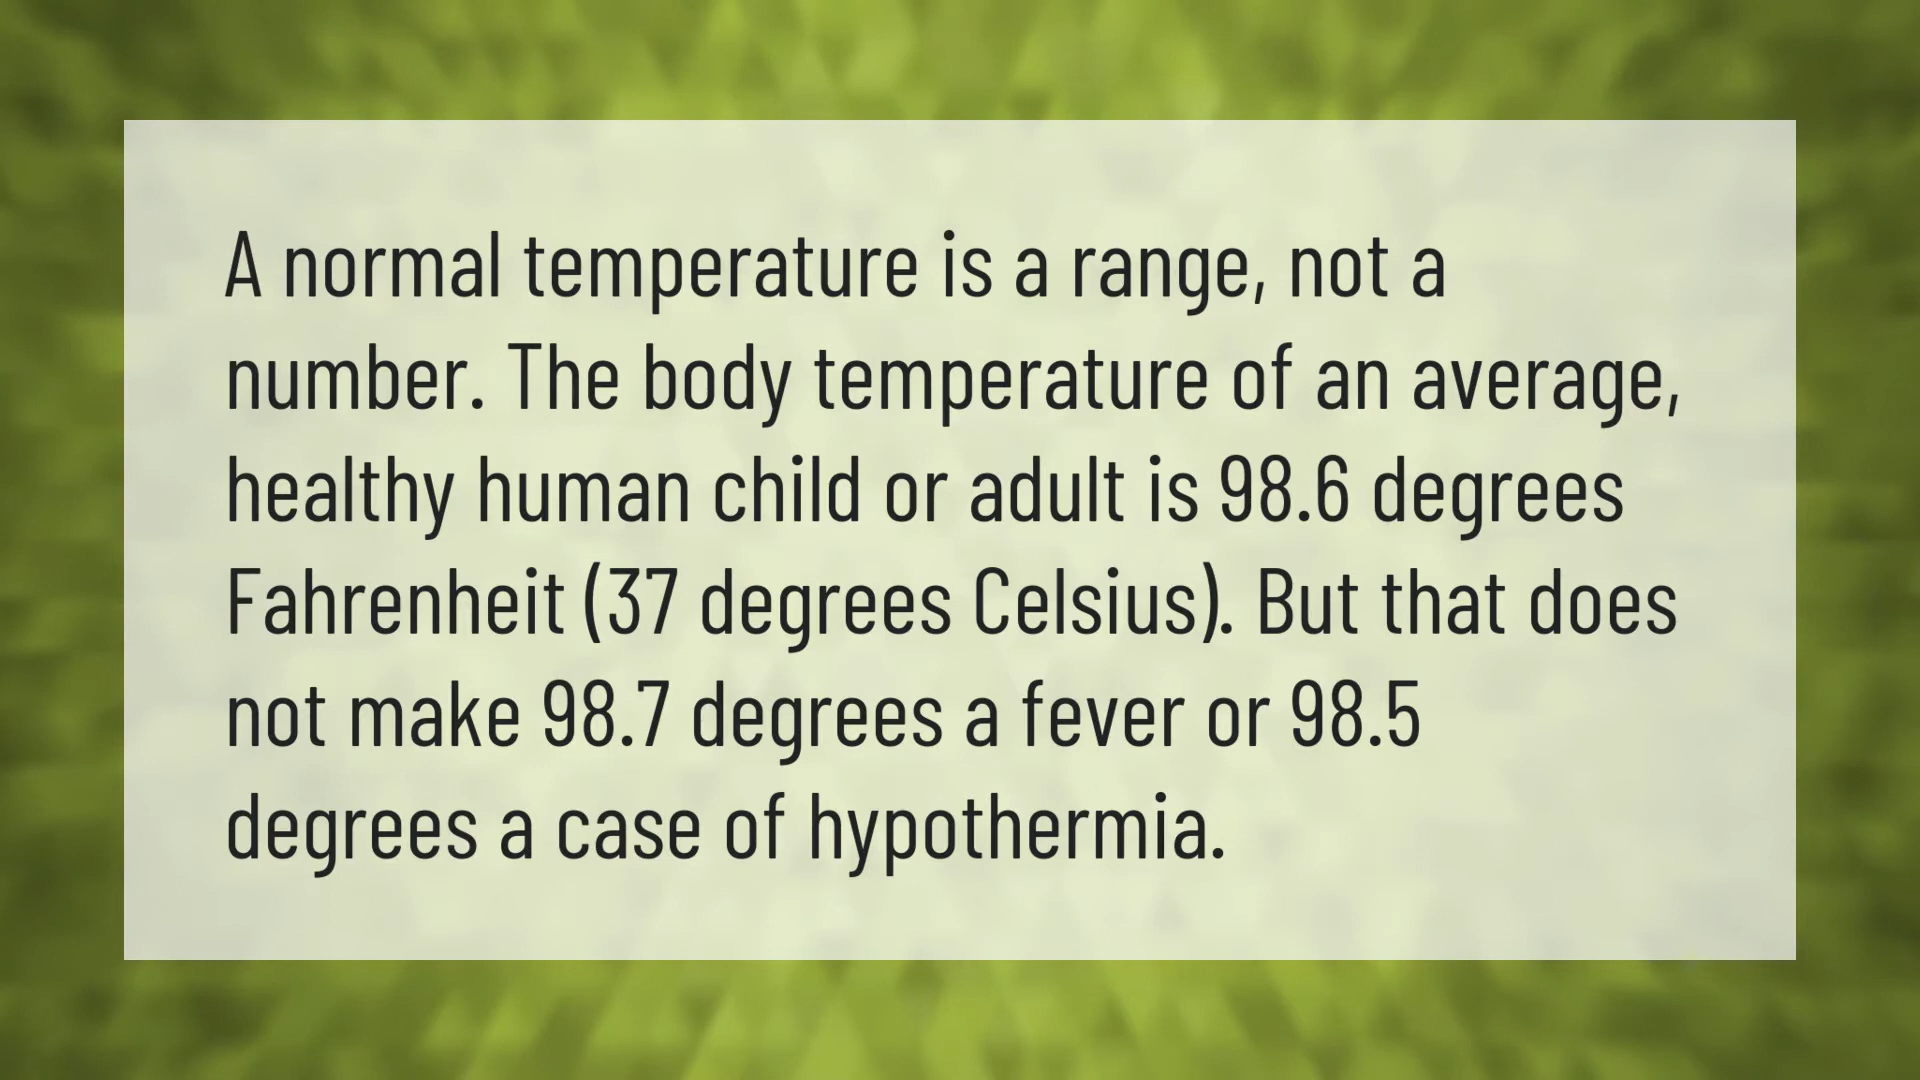 A normal temperature is a range, not a
number. The body temperature of an average,
healthy human child or adult is 98.6 degrees
Fahrenheit (37 degrees Celsius). But that does
not make 98.7 degrees a fever or 98.5
degrees a case of hypothermia.